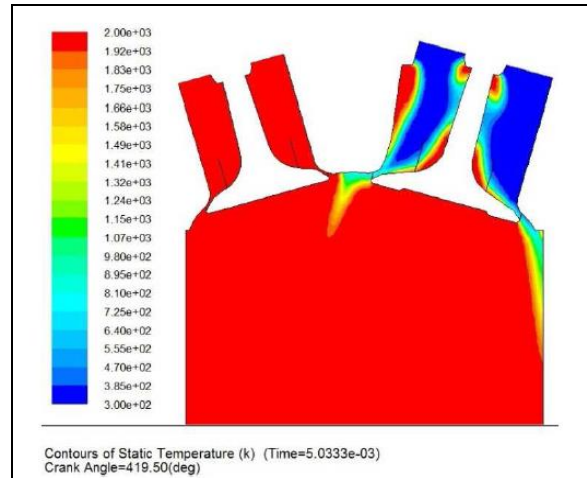 2.00e+03
1.92e+03
1.83e+03
1.75e+03
1.66e+03
1.58e+03
1.49e+03
1.41e+03
1.32e+03
1.24e+03
1.15e+03
1.07e+03
9.80e+02
8.95e+02
8.10e+02
7.25e+02
6.40e+02
5.55e+02
4.70e+02
3.85e+02
3.00e+02
Contours of Static Temperature (k) (Time=5.0333e-03)
Crank Angle=419.50(deg)